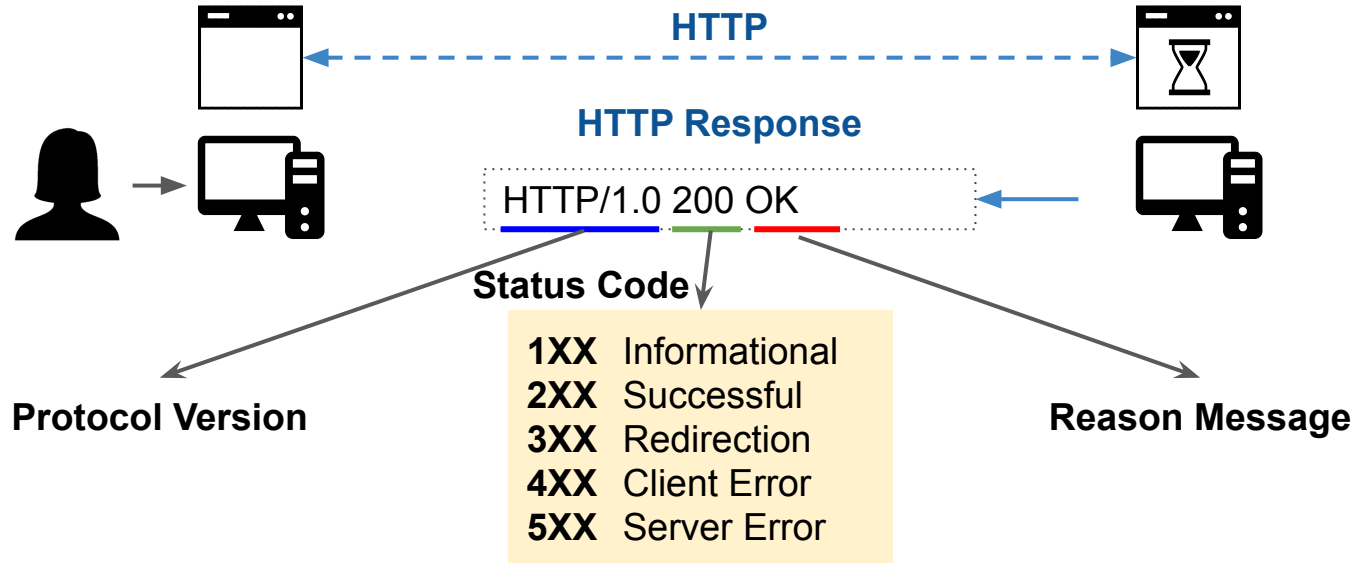 HTTP
HTTP Response
HTTP/1.0 200 OK
Status Code
1XX Informational
2XX Successful
3XX Redirection
4XX Client Error
5XX Server Error
Protocol Version
Reason Message